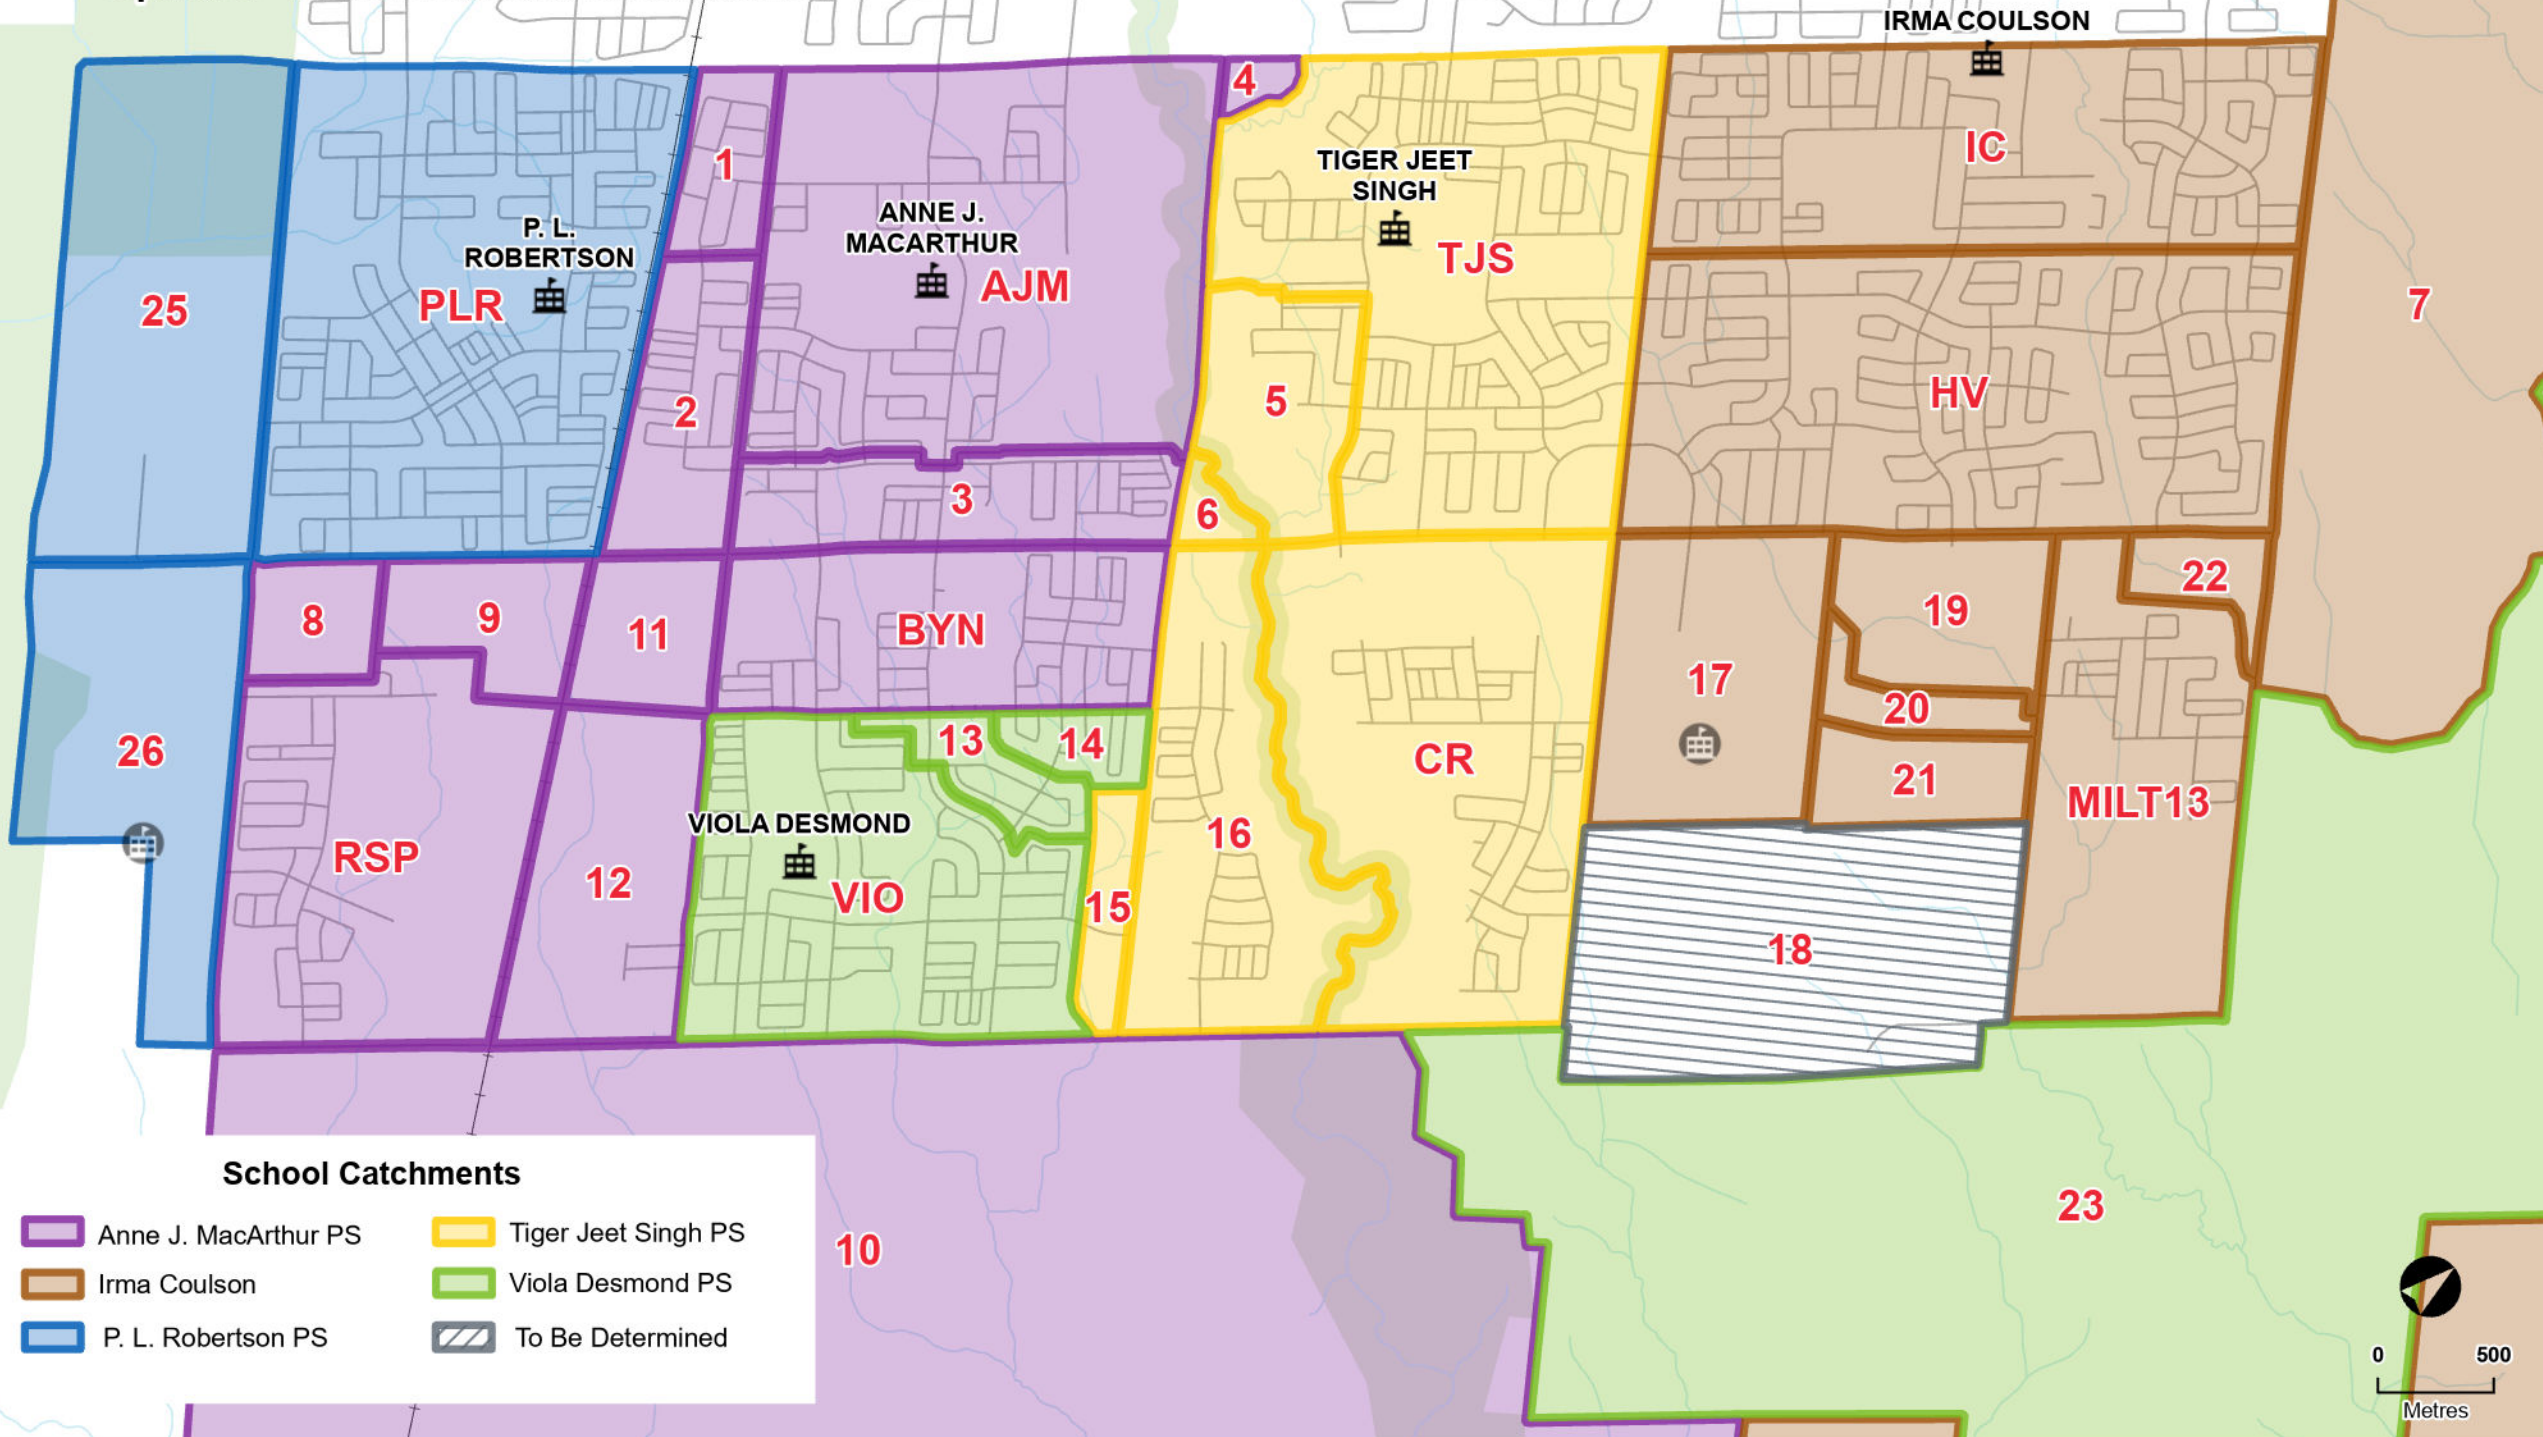 IRMA COULSON
4
1
IC
TIGER JEET
SINGH
ANNE J.
MACARTHUR
P. L.
ROBERTSON
TJS
AJM
PLR
25
7
5
HV
2
3
6
22
8
9
11
BYN
19
17
20
13
14
26
CR
21
MILT13
VIOLA DESMOND
16
RSP
12
VIO
15
18
School Catchments
Anne J. MacArthur PS
Irma Coulson
P. L. Robertson PS
Tiger Jeet Singh PS
Viola Desmond PS
To Be Determined
10
23
0 500
Metres